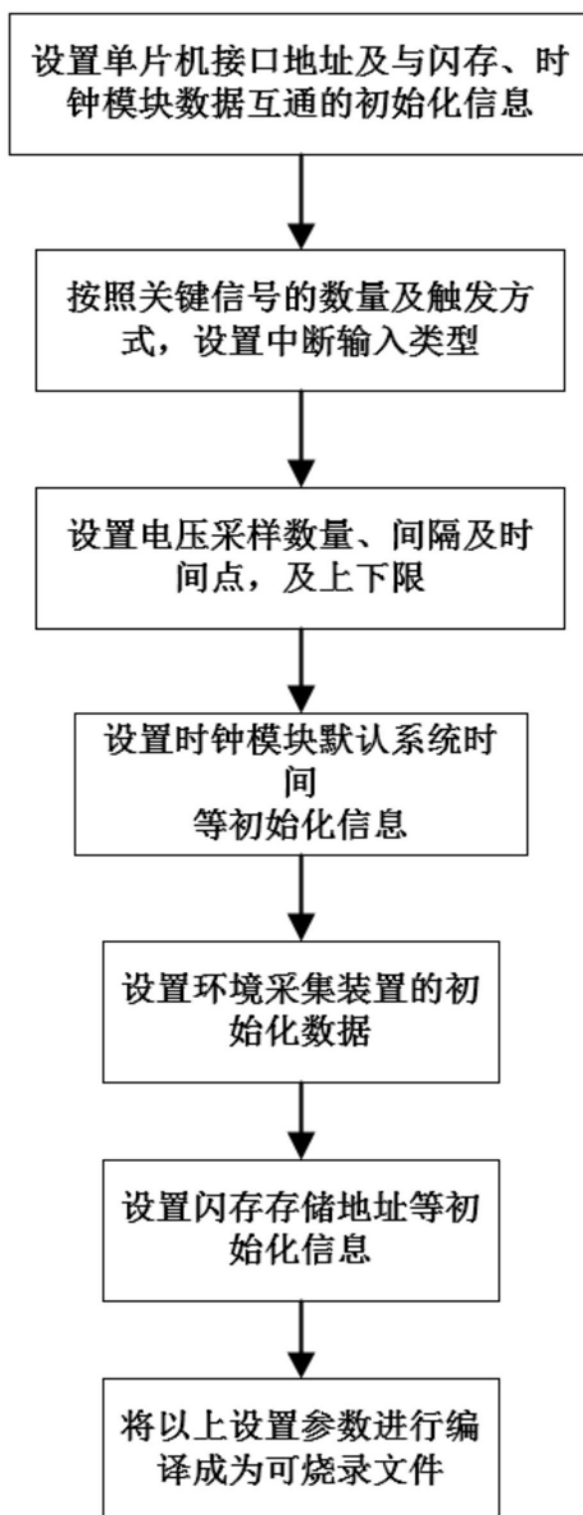 设置单片机接口地址及与闪存、时
钟模块数据互通的初始化信息
按照关键信号的数量及触发方
式，设置中断输入类型
设置电压采样数量、间隔及时
间点，及上下限
设置时钟模块默认系统时
间
等初始化信息
设置环境采集装置的初
始化数据
设置闪存存储地址等初
始化信息
将以上设置参数进行编
译成为可烧录文件